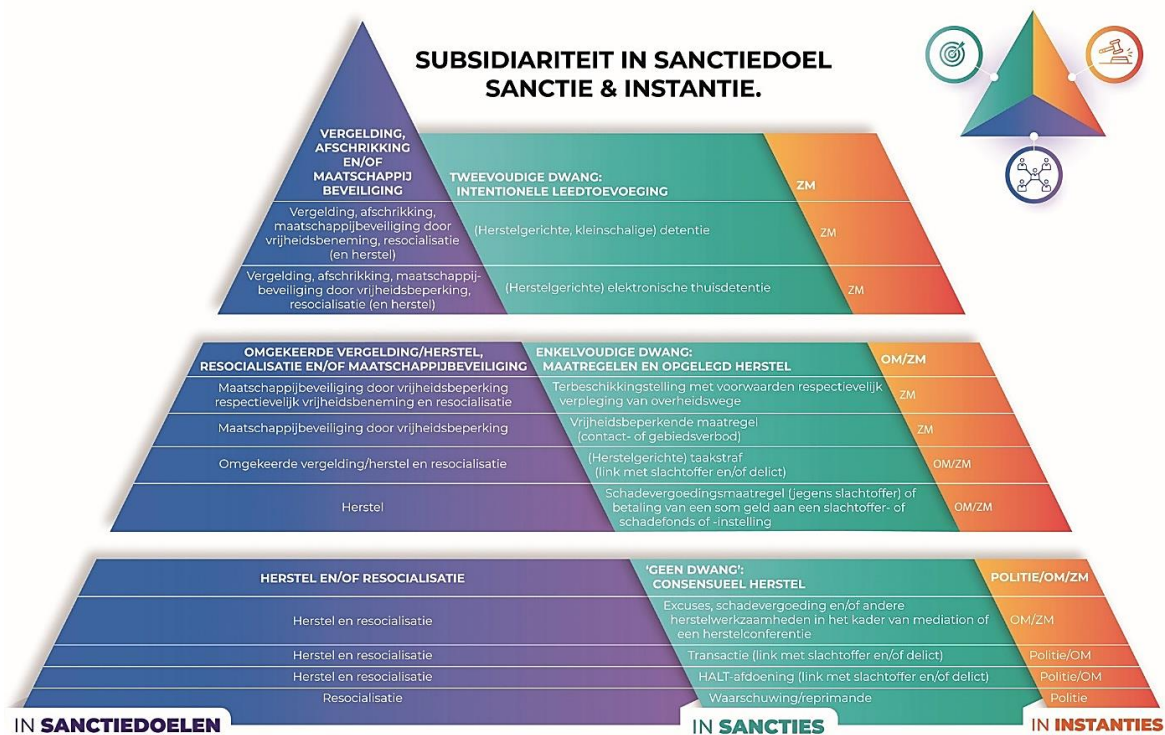 SUBSIDIARITEIT IN SANCTIEDOEL
SANCTIE & INSTANTIE.
VERGELDING,
AFSCHRIKKING
EN/OF
MAATSCHAPPIJ
BEVEILIGING
TWEEVOUDIGE DWANG:
INTENTIONELE LEEDTOEVOEGING
ZM
Vergelding, afschrikking,
maatschappijbeveiliging door
vrijheidsbeneming, resocialisatie
(en herstel)
(Herstelgerichte, kleinschalige) detentie
ZM
Vergelding, afschrikking, maatschappij-
beveiliging door vrijheidsbeperking,
resocialisatie (en herstel)
(Herstelgerichte) elektronische thuisdetentie
ZM
OMGEKEERDE VERGELDING/HERSTEL,
RESOCIALISATIE EN/OF MAATSCHAPPIJBEVEILIGING
ENKELVOUDIGE DWANG:
MAATREGELEN EN OPGELEGD HERSTEL
OM/ZM
Maatschappijbeveiliging door vrijheidsbeperking
respectievelijk vrijheidsbeneming en resocialisatie
Terbeschikkingstelling met voorwaarden respectievelijk
verpleging van overheidswege
ZM
Maatschappijbeveiliging door vrijheidsbeperking
Vrijheidsbeperkende maatregel
(contact- of gebiedsverbod)
ZM
Omgekeerde vergelding/herstel en resocialisatie
(Herstelgerichte) taakstraf
(link met slachtoffer en/of delict)
OM/ZM
Herstel
Schadevergoedingsmaatregel (jegens slachtoffer) of
betaling van een som geld aan een slachtoffer- of
schadefonds of -instelling
OM/ZM
HERSTEL EN/OF RESOCIALISATIE
'GEEN DWANG':
CONSENSUEEL HERSTEL
POLITIE/OM/ZM
Herstel en resocialisatie
Excuses, schadevergoeding en/of andere
herstelwerkzaamheden in het kader van mediation of
een herstelconferentie
OM/ZM
Herstel en resocialisatie
Transactie (link met slachtoffer en/of delict)
Politie/OM
Herstel en resocialisatie
HALT-afdoening (link met slachtoffer en/of delict)
Politie/OM
Resocialisatie
Waarschuwing/reprimande
Politie
IN SANCTIEDOELEN
IN SANCTIES
IN INSTANTIES